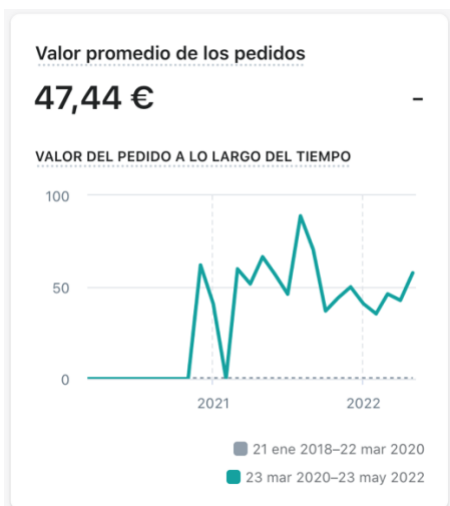 Valor promedio de los pedidos
47,44 € -
VALOR DEL PEDIDO A LO LARGO DEL TIEMPO
100
50
0
2021 2022
21 ene 2018–22 mar 2020
23 mar 2020–23 may 2022